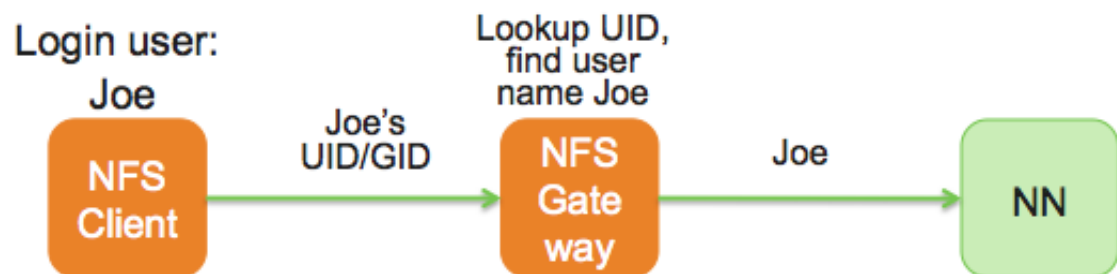 Login user:
Joe
NFS
Client
Joe's
UID/GID
Lookup UID,
find user
name Joe
NFS
Gate
way
Joe
NN